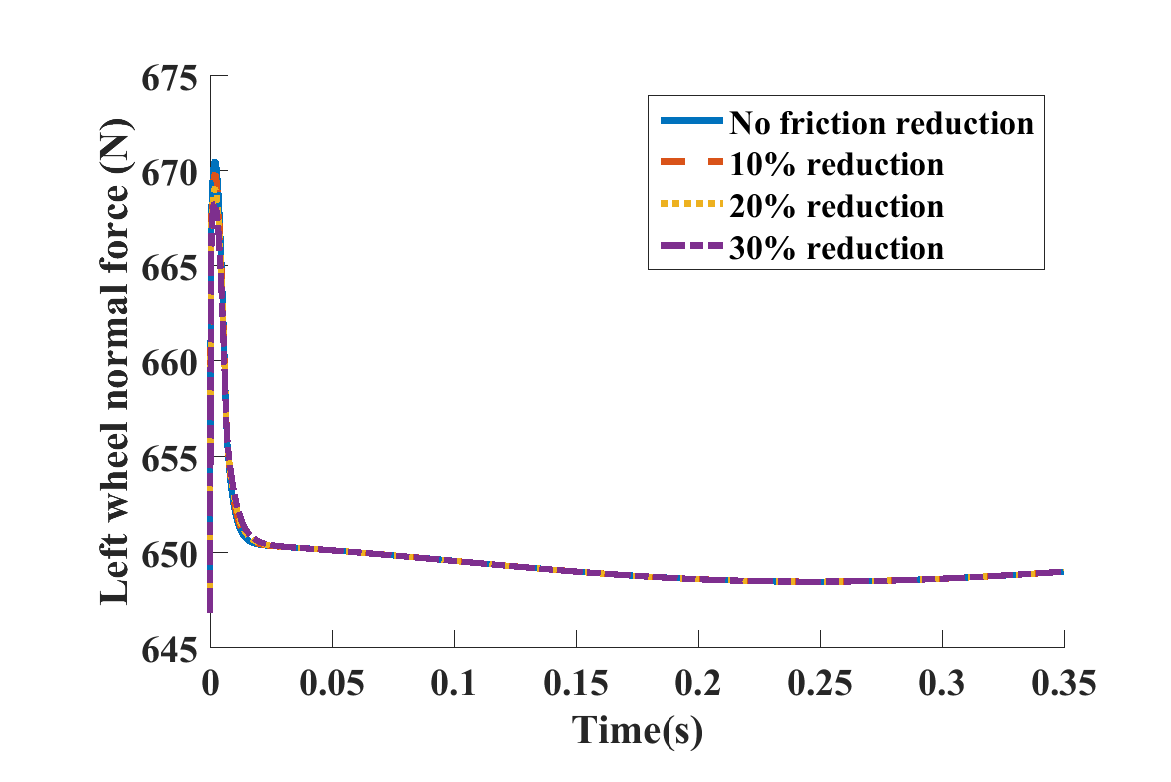 675
670
665
660
655
650
645
Left wheel normal force (N)
No friction reduction
10% reduction
20% reduction
30% reduction
0 0.05 0.1 0.15 0.2 0.25 0.3 0.35
Time(s)